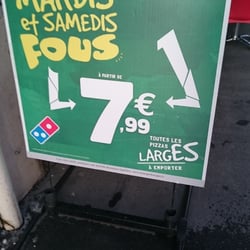 MARDIS
et SAMEDIS
FOUS
À PARTIR DE
7€
,99
TOUTES LES
PIZZAS
LARGES
À EMPORTER